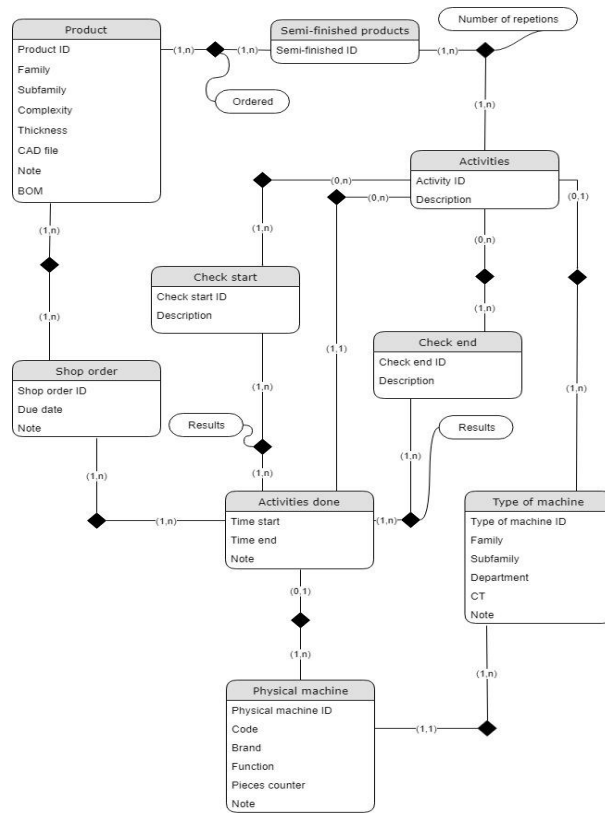 Product
Product ID
Family
Subfamily
Complexity
Thickness
CAD file
Note
BOM
(1,n)
(1,n)
Ordered
Semi-finished products
Semi-finished ID
(1,n)
Number of repetions
(1,n)
Activities
Activity ID
Description
(0,n)
(0,n)
(0,n)
(0,1)
(1,n)
(1,n)
Check start
Check start ID
Description
(1,n)
(1,1)
(1,n)
Check end
Check end ID
Description
(1,n)
Shop order
Shop order ID
Due date
Note
(1,n)
(1,n)
Results
(1,n)
(1,n)
Results
(1,n)
(1,n)
(1,n)
Activities done
Time start
Time end
Note
(0,1)
Type of machine
Type of machine ID
Family
Subfamily
Department
CT
Note
(1,n)
(1,n)
Physical machine
Physical machine ID
Code
Brand
Function
Pieces counter
Note
(1,1)